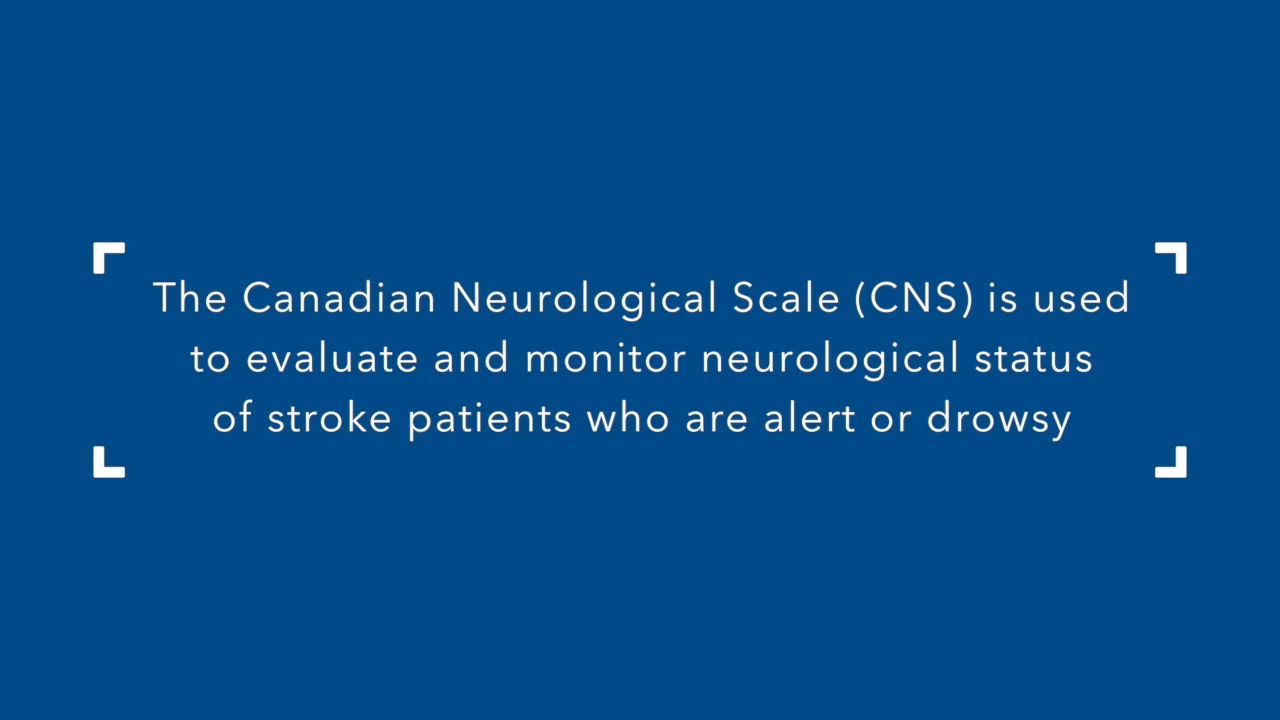 The Canadian Neurological Scale (CNS) is used
to evaluate and monitor neurological status
of stroke patients who are alert or drowsy